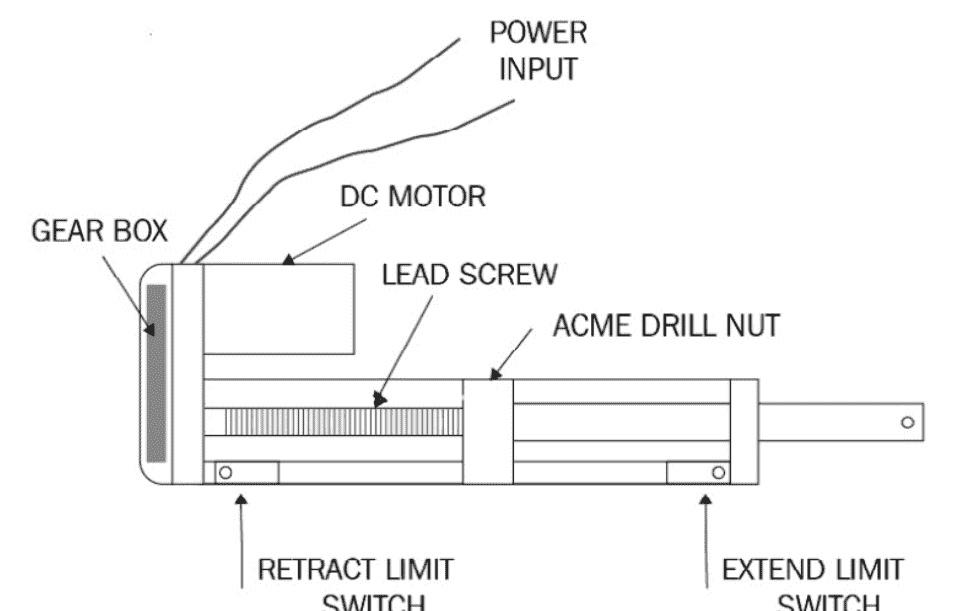 POWER
INPUT
DC MOTOR
GEAR BOX
LEAD SCREW
ACME DRILL NUT
RETRACT LIMIT
SWITCH
EXTEND LIMIT
SWITCH